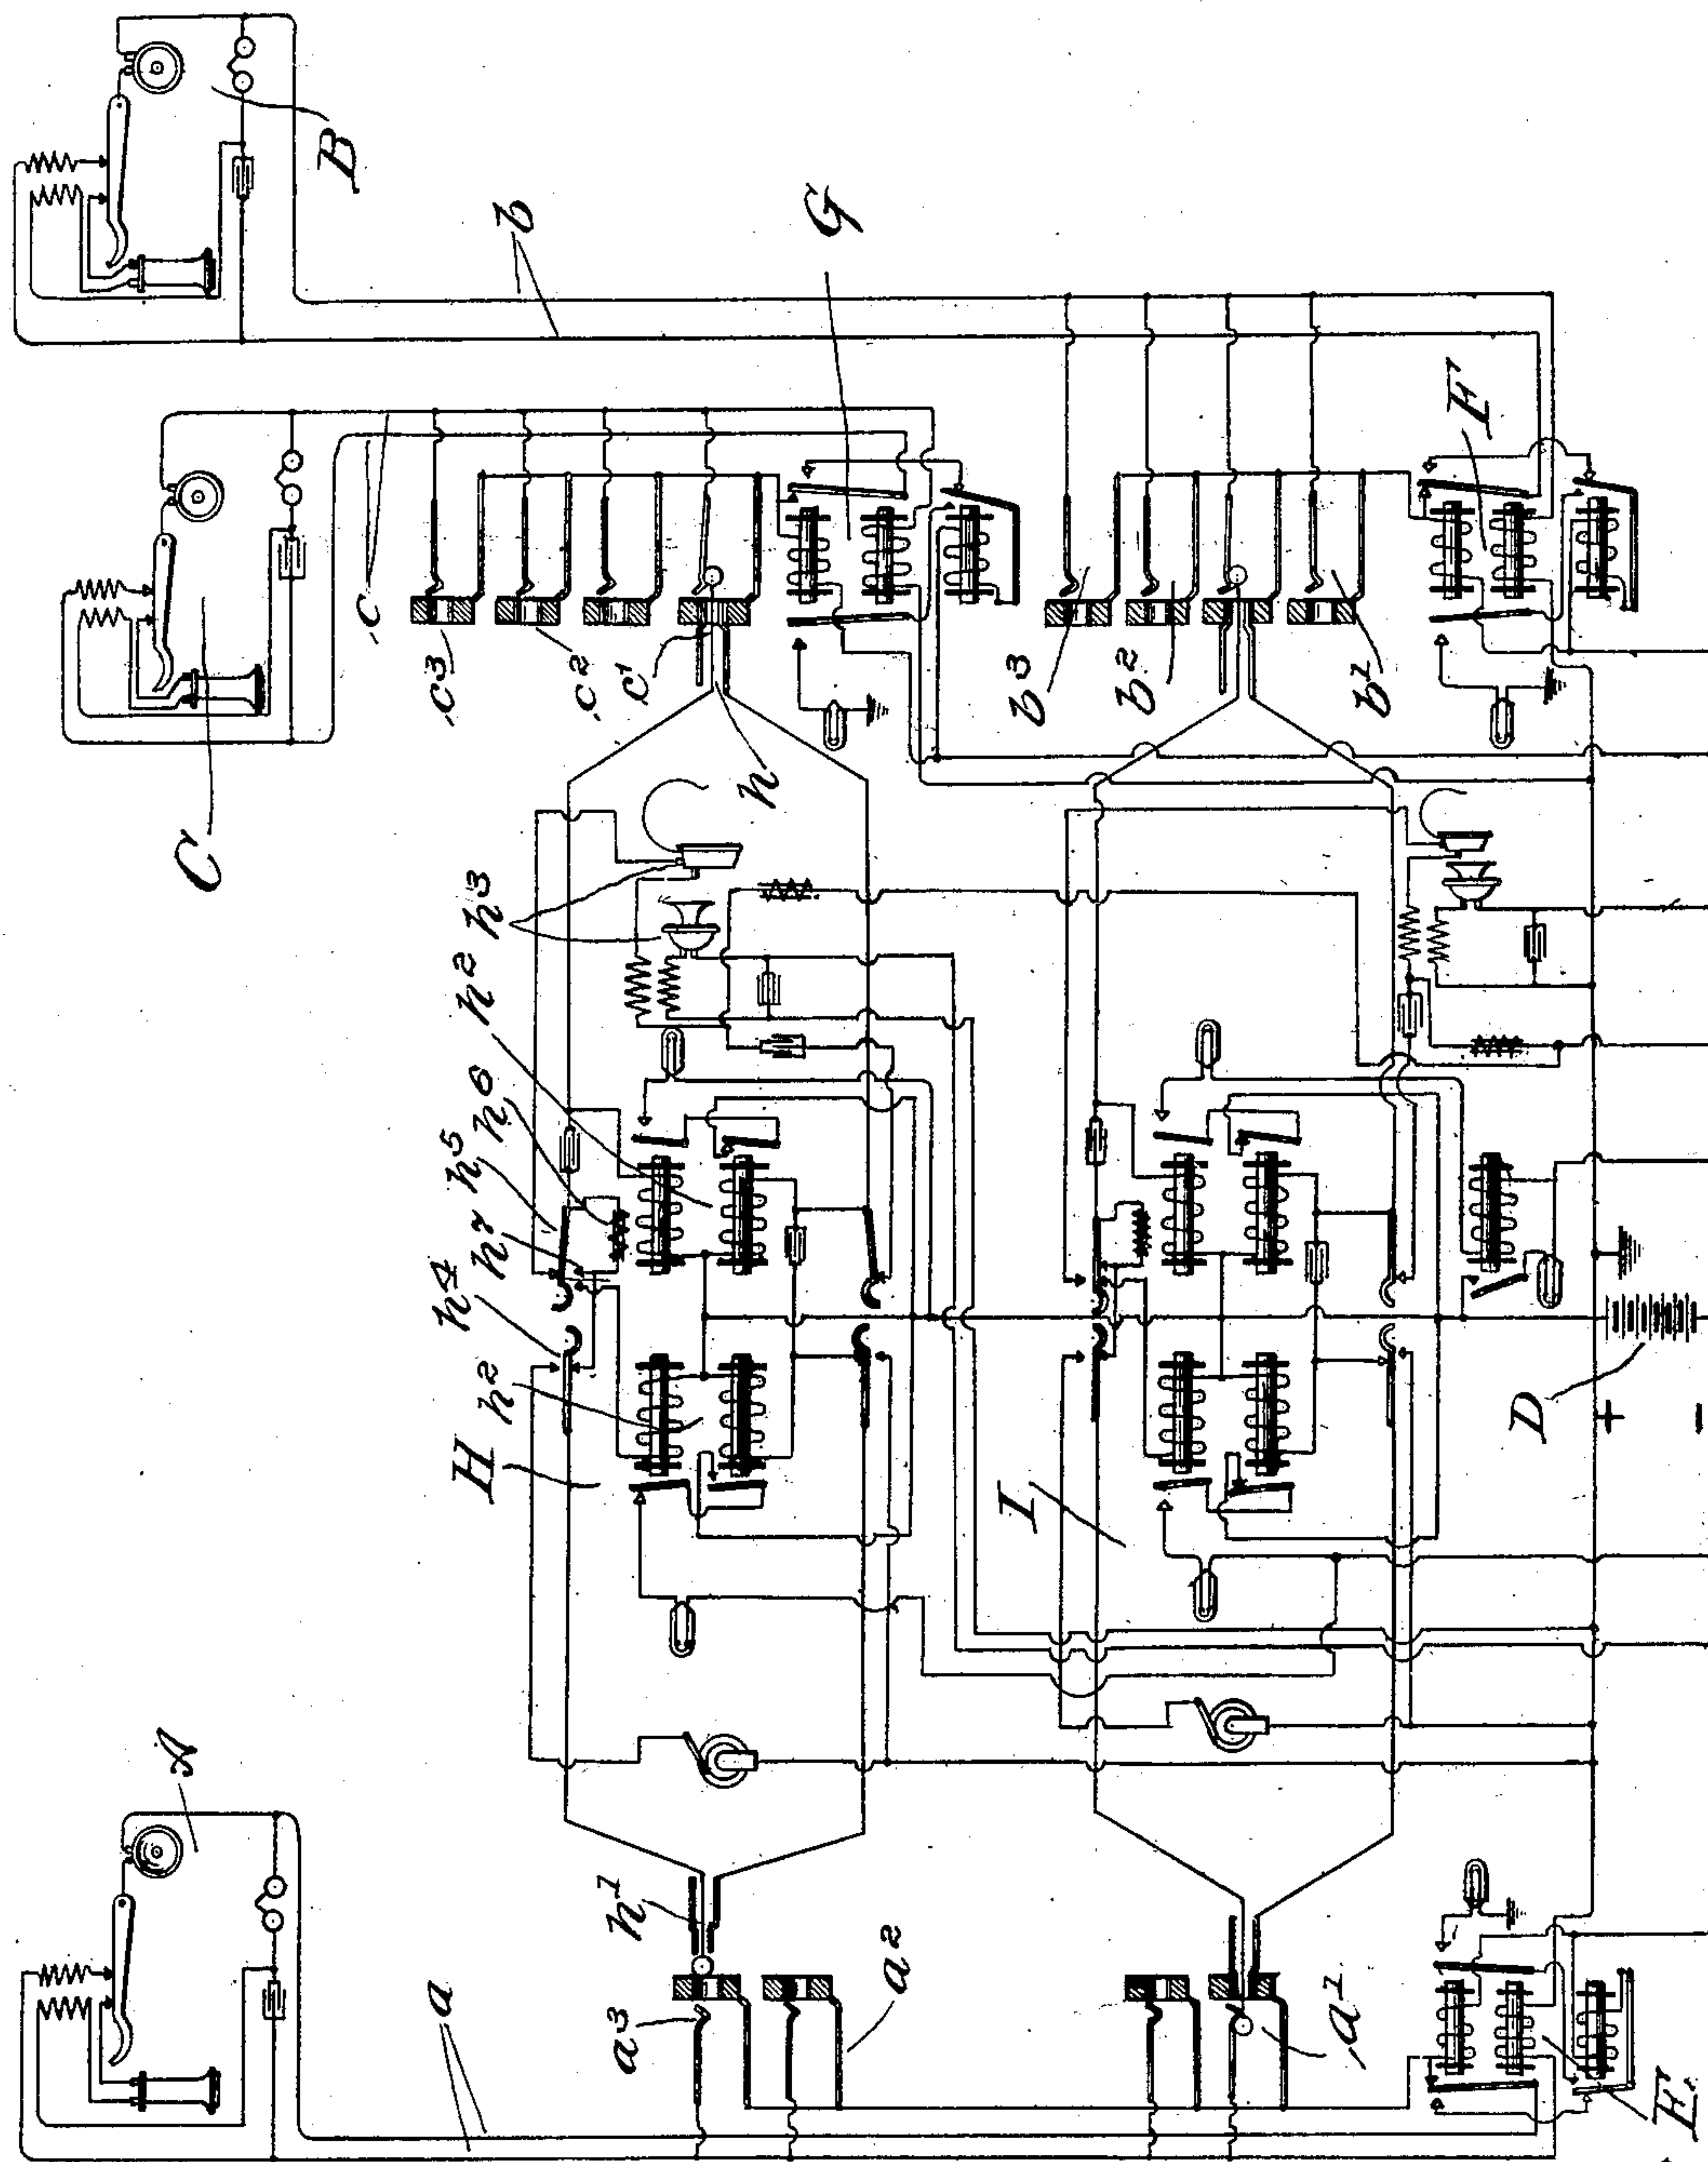 B
b
G
C
c
c³
c²
c¹
h
b³
b²
b¹
F
h³
h²
h⁶
h⁵
h⁷
h⁴
h²
H
I
D
+
-
A
a
h¹
a³
a²
a¹
E